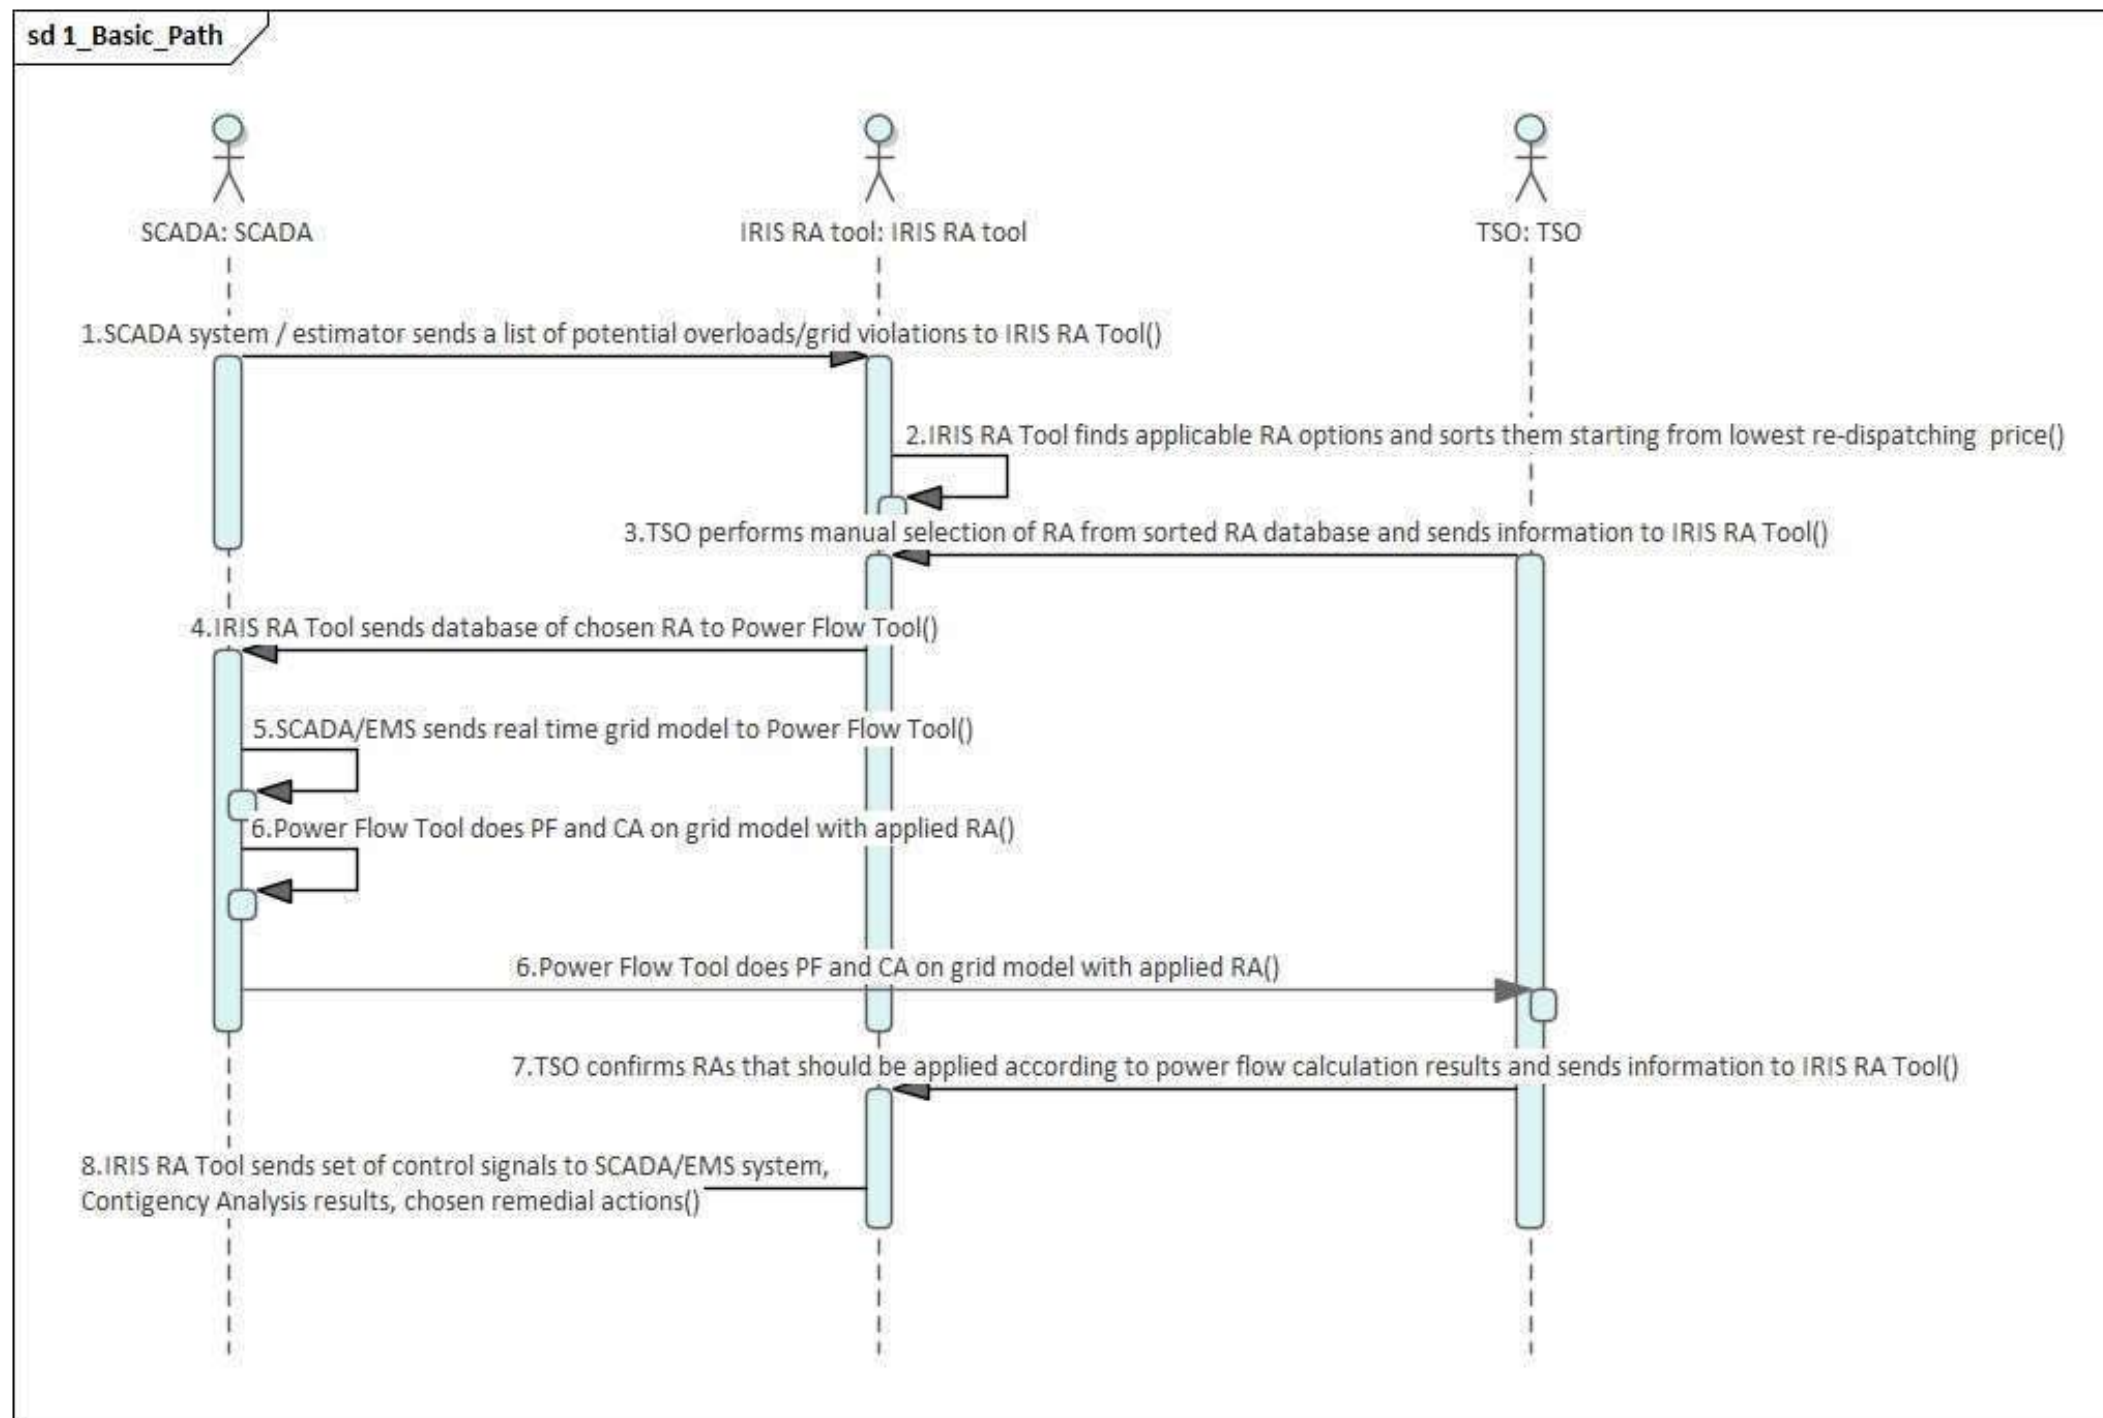 sd 1_Basic_Path
SCADA: SCADA
IRIS RA tool: IRIS RA tool
TSO: TSO
1.SCADA system / estimator sends a list of potential overloads/grid violations to IRIS RA Tool()
2.IRIS RA Tool finds applicable RA options and sorts them starting from lowest re-dispatching price()
3.TSO performs manual selection of RA from sorted RA database and sends information to IRIS RA Tool()
4.IRIS RA Tool sends database of chosen RA to Power Flow Tool()
5.SCADA/EMS sends real time grid model to Power Flow Tool()
6.Power Flow Tool does PF and CA on grid model with applied RA()
6.Power Flow Tool does PF and CA on grid model with applied RA()
7.TSO confirms RAs that should be applied according to power flow calculation results and sends information to IRIS RA Tool()
8.IRIS RA Tool sends set of control signals to SCADA/EMS system,
Contigency Analysis results, chosen remedial actions()